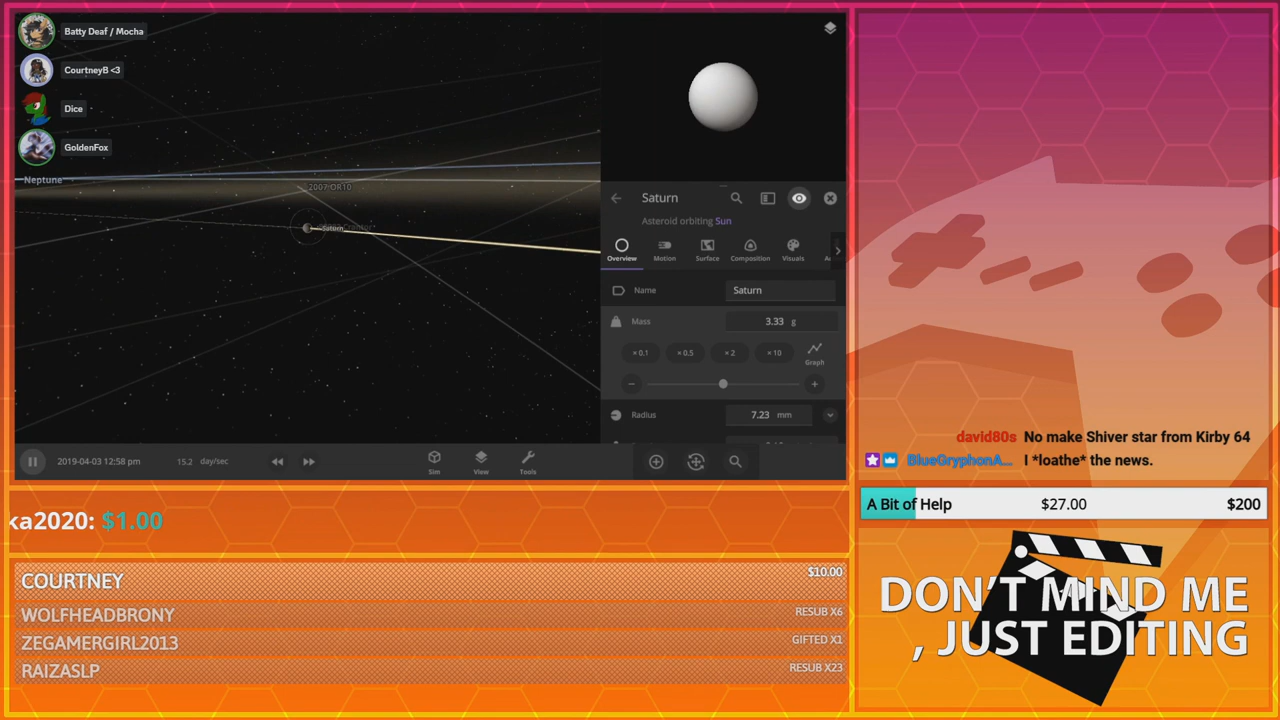 Batty Deaf / Mocha
CourtneyB <3
Dice
GoldenFox
Neptune
2007 OR10
Saturn
Saturn
Asteroid orbiting Sun
Overview
Motion
Surface
Composition
Visuals
Name
Saturn
Mass
3.33 g
×0.1
×0.5
×2
×10
Graph
Radius
7.23 mm
2019-04-03 12:58 pm
15.2 day/sec
Sim
View
Tools
david80s No make Shiver star from Kirby 64
BlueGryphonA... I *loathe* the news.
A Bit of Help $27.00 $200
ka2020: $1.00
COURTNEY $10.00
WOLFHEADBRONY RESUB X6
ZEGAMERGIRL2013 GIFTED X1
RAIZASLP RESUB X23
DON'T MIND ME
, JUST EDITING